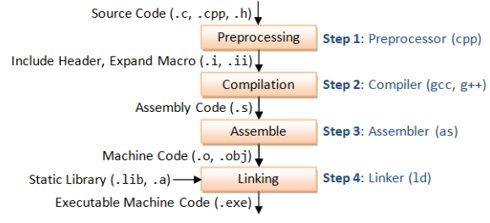 Source Code (.c, .cpp, .h)
Preprocessing
Step 1: Preprocessor (cpp)
Include Header, Expand Macro (.i, .ii)
Compilation
Step 2: Compiler (gcc, g++)
Assembly Code (.s)
Assemble
Step 3: Assembler (as)
Machine Code (.o, .obj)
Static Library (.lib, .a)
Linking
Step 4: Linker (ld)
Executable Machine Code (.exe)